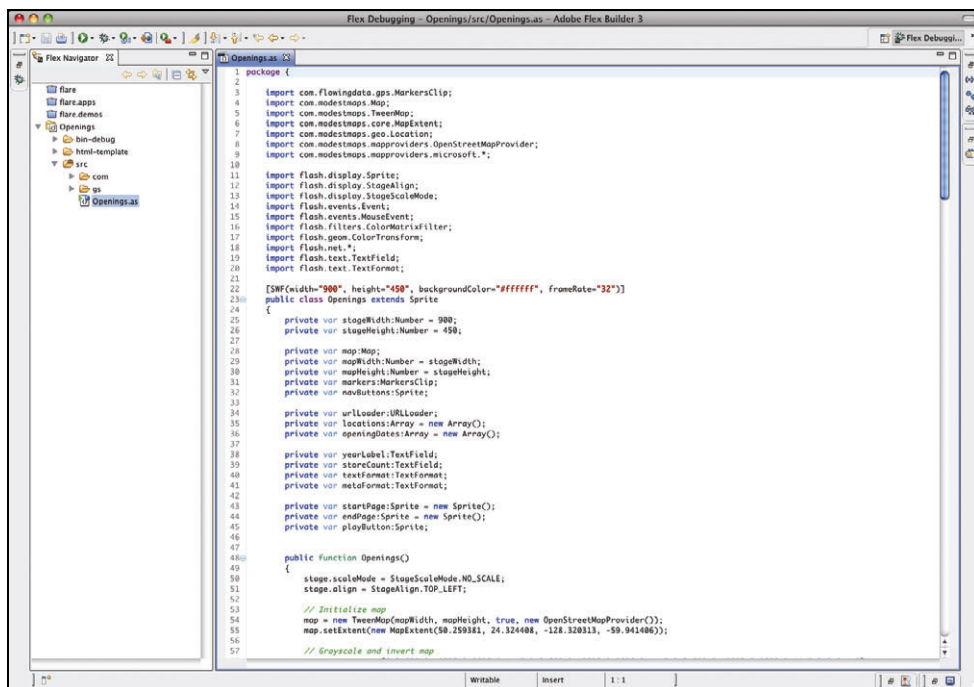 Flex Debugging – Openings/src/Openings.as – Adobe Flex Builder 3
Flex Debuggi...
Flex Navigator
flare
flare.apps
flare.demos
Openings
bin-debug
html-template
src
com
gs
Openings.as
Openings.as
1 package {
2
3 import com.flowingdata.gps.MarkersClip;
4 import com.modestmaps.Map;
5 import com.modestmaps.TweenMap;
6 import com.modestmaps.core.MapExtent;
7 import com.modestmaps.geo.Location;
8 import com.modestmaps.mapproviders.OpenStreetMapProvider;
9 import com.modestmaps.mapproviders.microsoft.*;
10
11 import flash.display.Sprite;
12 import flash.display.StageAlign;
13 import flash.display.StageScaleMode;
14 import flash.events.Event;
15 import flash.events.MouseEvent;
16 import flash.filters.ColorMatrixFilter;
17 import flash.geom.ColorTransform;
18 import flash.net.*;
19 import flash.text.TextField;
20 import flash.text.TextFormat;
21
22 [SWF(width="900", height="450", backgroundColor="#ffffff", frameRate="32")]
23 public class Openings extends Sprite
24 {
25 private var stageWidth:Number = 900;
26 private var stageHeight:Number = 450;
27
28 private var map:Map;
29 private var mapWidth:Number = stageWidth;
30 private var mapHeight:Number = stageHeight;
31 private var markers:MarkersClip;
32 private var navButtons:Sprite;
33
34 private var urlLoader:URLLoader;
35 private var locations:Array = new Array();
36 private var openingDates:Array = new Array();
37
38 private var yearLabel:TextField;
39 private var storeCount:TextField;
40 private var textFormat:TextFormat;
41 private var metaFormat:TextFormat;
42
43 private var startPage:Sprite = new Sprite();
44 private var endPage:Sprite = new Sprite();
45 private var playButton:Sprite;
46
47
48 public function Openings()
49 {
50 stage.scaleMode = StageScaleMode.NO_SCALE;
51 stage.align = StageAlign.TOP_LEFT;
52
53 // Initialize map
54 map = new TweenMap(mapWidth, mapHeight, true, new OpenStreetMapProvider());
55 map.setExtent(new MapExtent(50.259381, 24.324408, -128.320313, -59.941406));
56
57 // Grayscale and invert map
Writable
Insert
1 : 1